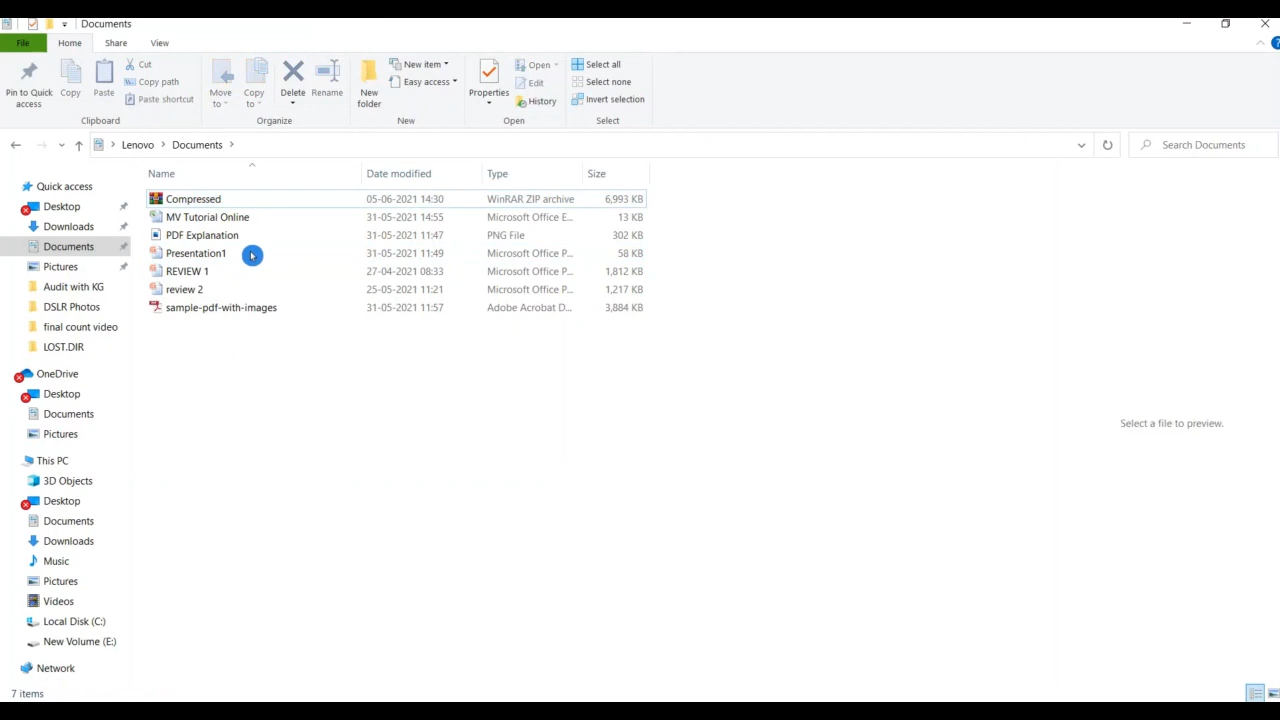 Documents
File Home Share View
Pin to Quick access
Copy
Paste
Cut
Copy path
Paste shortcut
Clipboard
Move to
Copy to
Delete
Rename
Organize
New folder
New item
Easy access
New
Properties
Open
Edit
History
Open
Select all
Select none
Invert selection
Select
Lenovo Documents
Search Documents
Quick access
Desktop
Downloads
Documents
Pictures
Audit with KG
DSLR Photos
final count video
LOST.DIR
OneDrive
Desktop
Documents
Pictures
This PC
3D Objects
Desktop
Documents
Downloads
Music
Pictures
Videos
Local Disk (C:)
New Volume (E:)
Network
Name Date modified Type Size
Compressed 05-06-2021 14:30 WinRAR ZIP archive 6,993 KB
MV Tutorial Online 31-05-2021 14:55 Microsoft Office E... 13 KB
PDF Explanation 31-05-2021 11:47 PNG File 302 KB
Presentation1 31-05-2021 11:49 Microsoft Office P... 58 KB
REVIEW 1 27-04-2021 08:33 Microsoft Office P... 1,812 KB
review 2 25-05-2021 11:21 Microsoft Office P... 1,217 KB
sample-pdf-with-images 31-05-2021 11:57 Adobe Acrobat D... 3,884 KB
Select a file to preview.
7 items